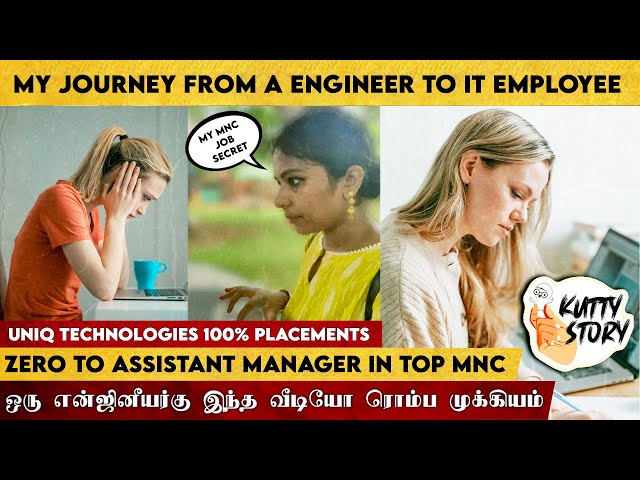 MY JOURNEY FROM A ENGINEER TO IT EMPLOYEE
MY MNC
JOB
SECRET
KUTTY
STORY
UNIQ TECHNOLOGIES 100% PLACEMENTS
ZERO TO ASSISTANT MANAGER IN TOP MNC
ஒரு என்ஜினீயர்கு இந்த வீடியோ ரொம்ப முக்கியம்